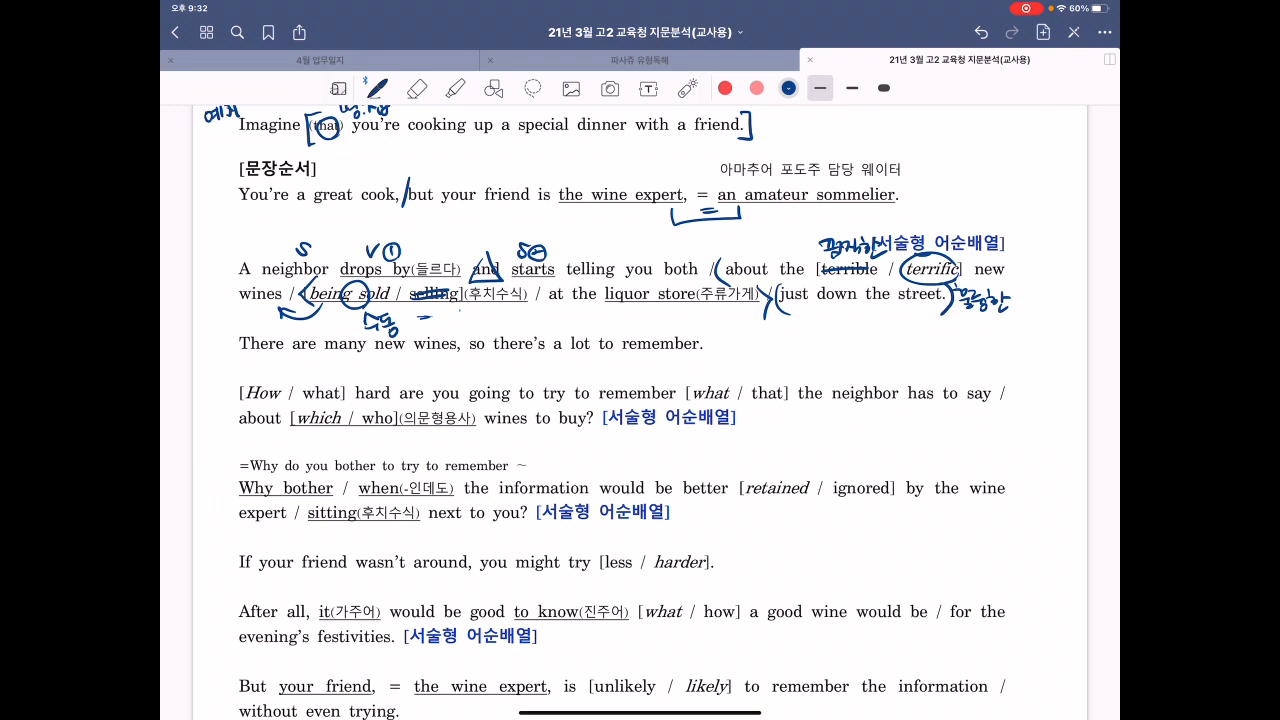 오후 9:32
60%
21년 3월 고2 교육청 지문분석(교사용)
4월 업무일지
파사쥬 유형독해
21년 3월 고2 교육청 지문분석(교사용)
Imagine [(that) you're cooking up a special dinner with a friend.]
[문장순서]
아마추어 포도주 담당 웨이터
You're a great cook, / but your friend is the wine expert, = an amateur sommelier.
[서술형 어순배열]
S V① S②
A neighbor drops by(들르다) and starts telling you both / (about the [terrible / terrific] new
wines / [being sold / selling](후치수식) / at the liquor store(주류가게) / (just down the street.)
수동
훌륭한
There are many new wines, so there's a lot to remember.
[How / what] hard are you going to try to remember [what / that] the neighbor has to say /
about [which / who](의문형용사) wines to buy? [서술형 어순배열]
=Why do you bother to try to remember ~
Why bother / when(-인데도) the information would be better [retained / ignored] by the wine
expert / sitting(후치수식) next to you? [서술형 어순배열]
If your friend wasn't around, you might try [less / harder].
After all, it(가주어) would be good to know(진주어) [what / how] a good wine would be / for the
evening's festivities. [서술형 어순배열]
But your friend, = the wine expert, is [unlikely / likely] to remember the information /
without even trying.